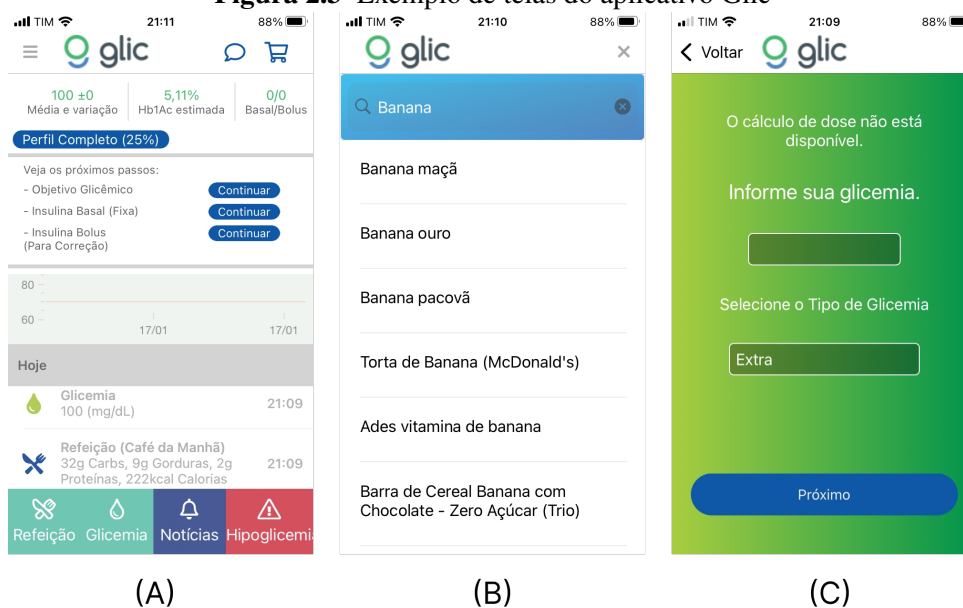 Figura 2.3 Exemplo de telas do aplicativo Glic
TIM 21:11 88%
glic
100 ±0 5,11% 0/0
Média e variação Hb1Ac estimada Basal/Bolus
Perfil Completo (25%)
Veja os próximos passos:
- Objetivo Glicêmico Continuar
- Insulina Basal (Fixa) Continuar
- Insulina Bolus Continuar
(Para Correção)
80
60
17/01 17/01
Hoje
Glicemia
100 (mg/dL) 21:09
Refeição (Café da Manhã)
32g Carbs, 9g Gorduras, 2g 21:09
Proteínas, 222kcal Calorias
Refeição Glicemia Notícias Hipoglicemi
(A)
TIM 21:10 88%
glic
Banana
Banana maçã
Banana ouro
Banana pacovã
Torta de Banana (McDonald's)
Ades vitamina de banana
Barra de Cereal Banana com
Chocolate - Zero Açúcar (Trio)
(B)
TIM 21:09 88%
Voltar glic
O cálculo de dose não está
disponível.
Informe sua glicemia.
Selecione o Tipo de Glicemia
Extra
Próximo
(C)